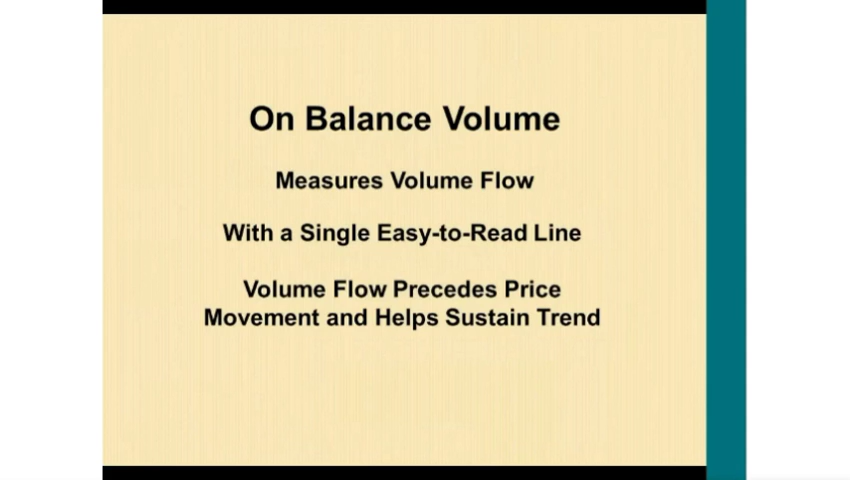 On Balance Volume
Measures Volume Flow
With a Single Easy-to-Read Line
Volume Flow Precedes Price
Movement and Helps Sustain Trend